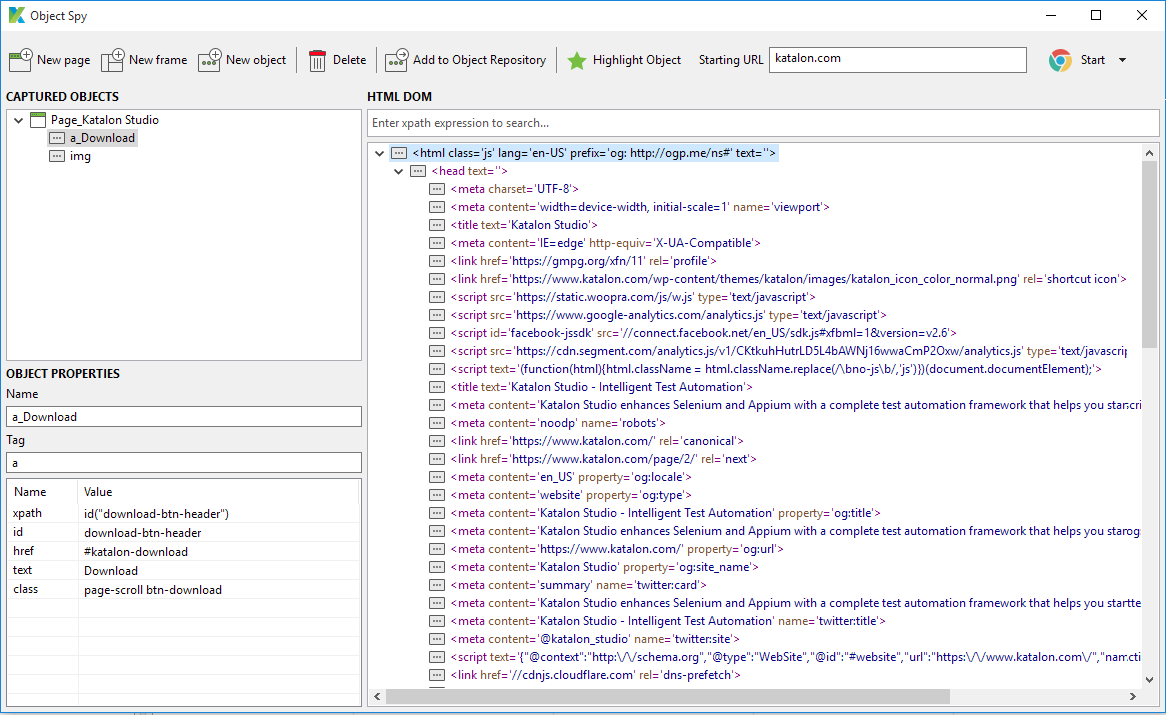 Object Spy
New page New frame New object Delete Add to Object Repository Highlight Object Starting URL katalon.com Start
CAPTURED OBJECTS
Page_Katalon Studio
a_Download
img
OBJECT PROPERTIES
Name
a_Download
Tag
a
Name Value
xpath id("download-btn-header")
id download-btn-header
href #katalon-download
text Download
class page-scroll btn-download
HTML DOM
Enter xpath expression to search...
<html class='js' lang='en-US' prefix='og: http://ogp.me/ns#' text=''>
<head text=''>
<meta charset='UTF-8'>
<meta content='width=device-width, initial-scale=1' name='viewport'>
<title text='Katalon Studio'>
<meta content='IE=edge' http-equiv='X-UA-Compatible'>
<link href='https://gmpg.org/xfn/11' rel='profile'>
<link href='https://www.katalon.com/wp-content/themes/katalon/images/katalon_icon_color_normal.png' rel='shortcut icon'>
<script src='https://static.woopra.com/js/w.js' type='text/javascript'>
<script src='https://www.google-analytics.com/analytics.js' type='text/javascript'>
<script id='facebook-jssdk' src='//connect.facebook.net/en_US/sdk.js#xfbml=1&version=v2.6'>
<script src='https://cdn.segment.com/analytics.js/v1/CKtkuhHutrLD5L4bAWNj16wwaCmP2Oxw/analytics.js' type='text/javascrip
<script text='(function(html){html.className = html.className.replace(/\bno-js\b/,'js')})(document.documentElement);'>
<title text='Katalon Studio - Intelligent Test Automation'>
<meta content='Katalon Studio enhances Selenium and Appium with a complete test automation framework that helps you star
<meta content='noodp' name='robots'>
<link href='https://www.katalon.com/' rel='canonical'>
<link href='https://www.katalon.com/page/2/' rel='next'>
<meta content='en_US' property='og:locale'>
<meta content='website' property='og:type'>
<meta content='Katalon Studio - Intelligent Test Automation' property='og:title'>
<meta content='Katalon Studio enhances Selenium and Appium with a complete test automation framework that helps you star
<meta content='https://www.katalon.com/' property='og:url'>
<meta content='Katalon Studio' property='og:site_name'>
<meta content='summary' name='twitter:card'>
<meta content='Katalon Studio enhances Selenium and Appium with a complete test automation framework that helps you start
<meta content='Katalon Studio - Intelligent Test Automation' name='twitter:title'>
<meta content='@katalon_studio' name='twitter:site'>
<script text='{"@context":"http:\/\/schema.org","@type":"WebSite","@id":"#website","url":"https:\/\/www.katalon.com\/","nam
<link href='//cdnjs.cloudflare.com' rel='dns-prefetch'>